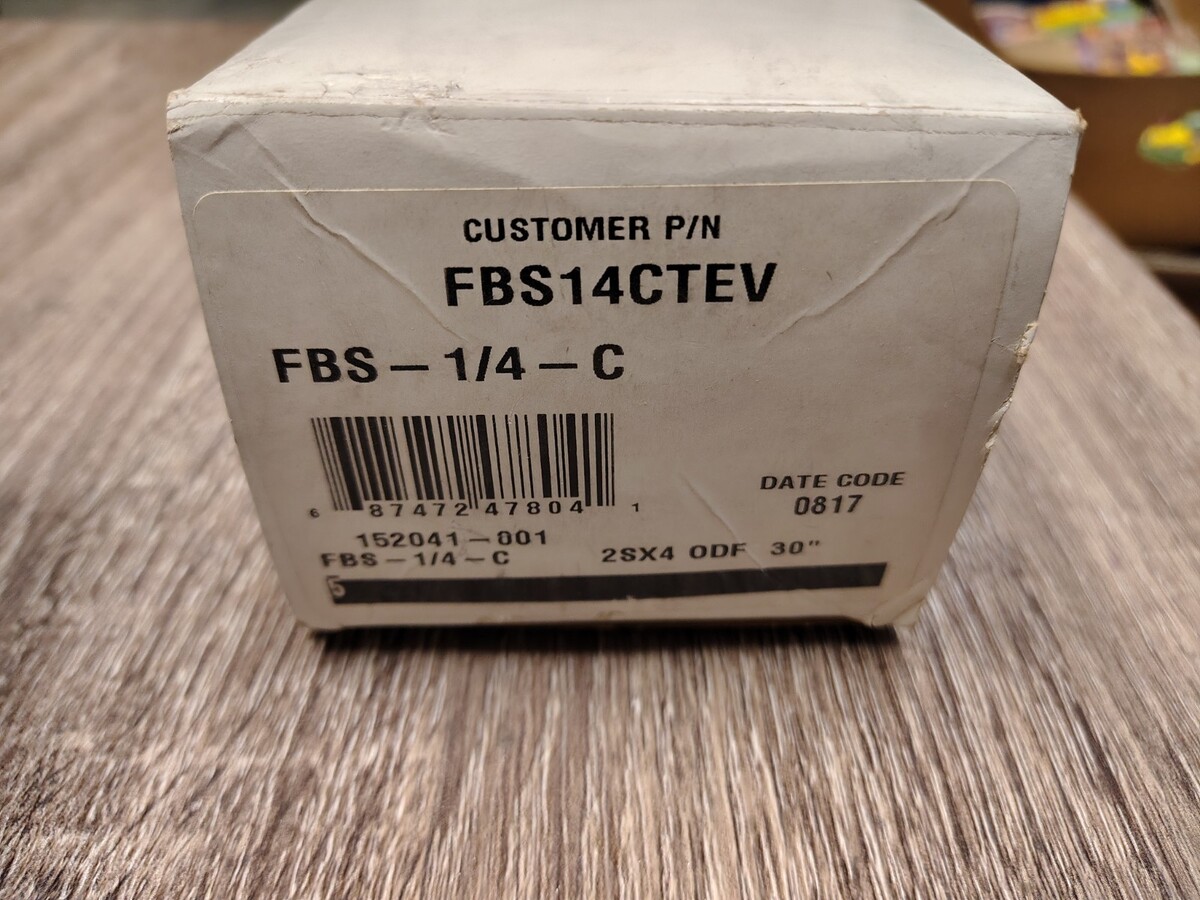 CUSTOMER P/N
FBS14CTEV
FBS – 1/4 – C
6 87472 47804 1
DATE CODE
0817
152041-001
FBS – 1/4 – C 2SX4 ODF 30"
5